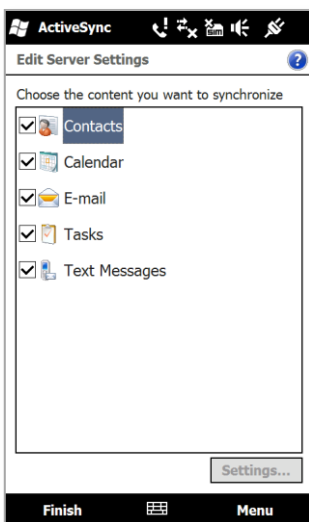 ActiveSync
Edit Server Settings
Choose the content you want to synchronize
Contacts
Calendar
E-mail
Tasks
Text Messages
Settings...
Finish Menu